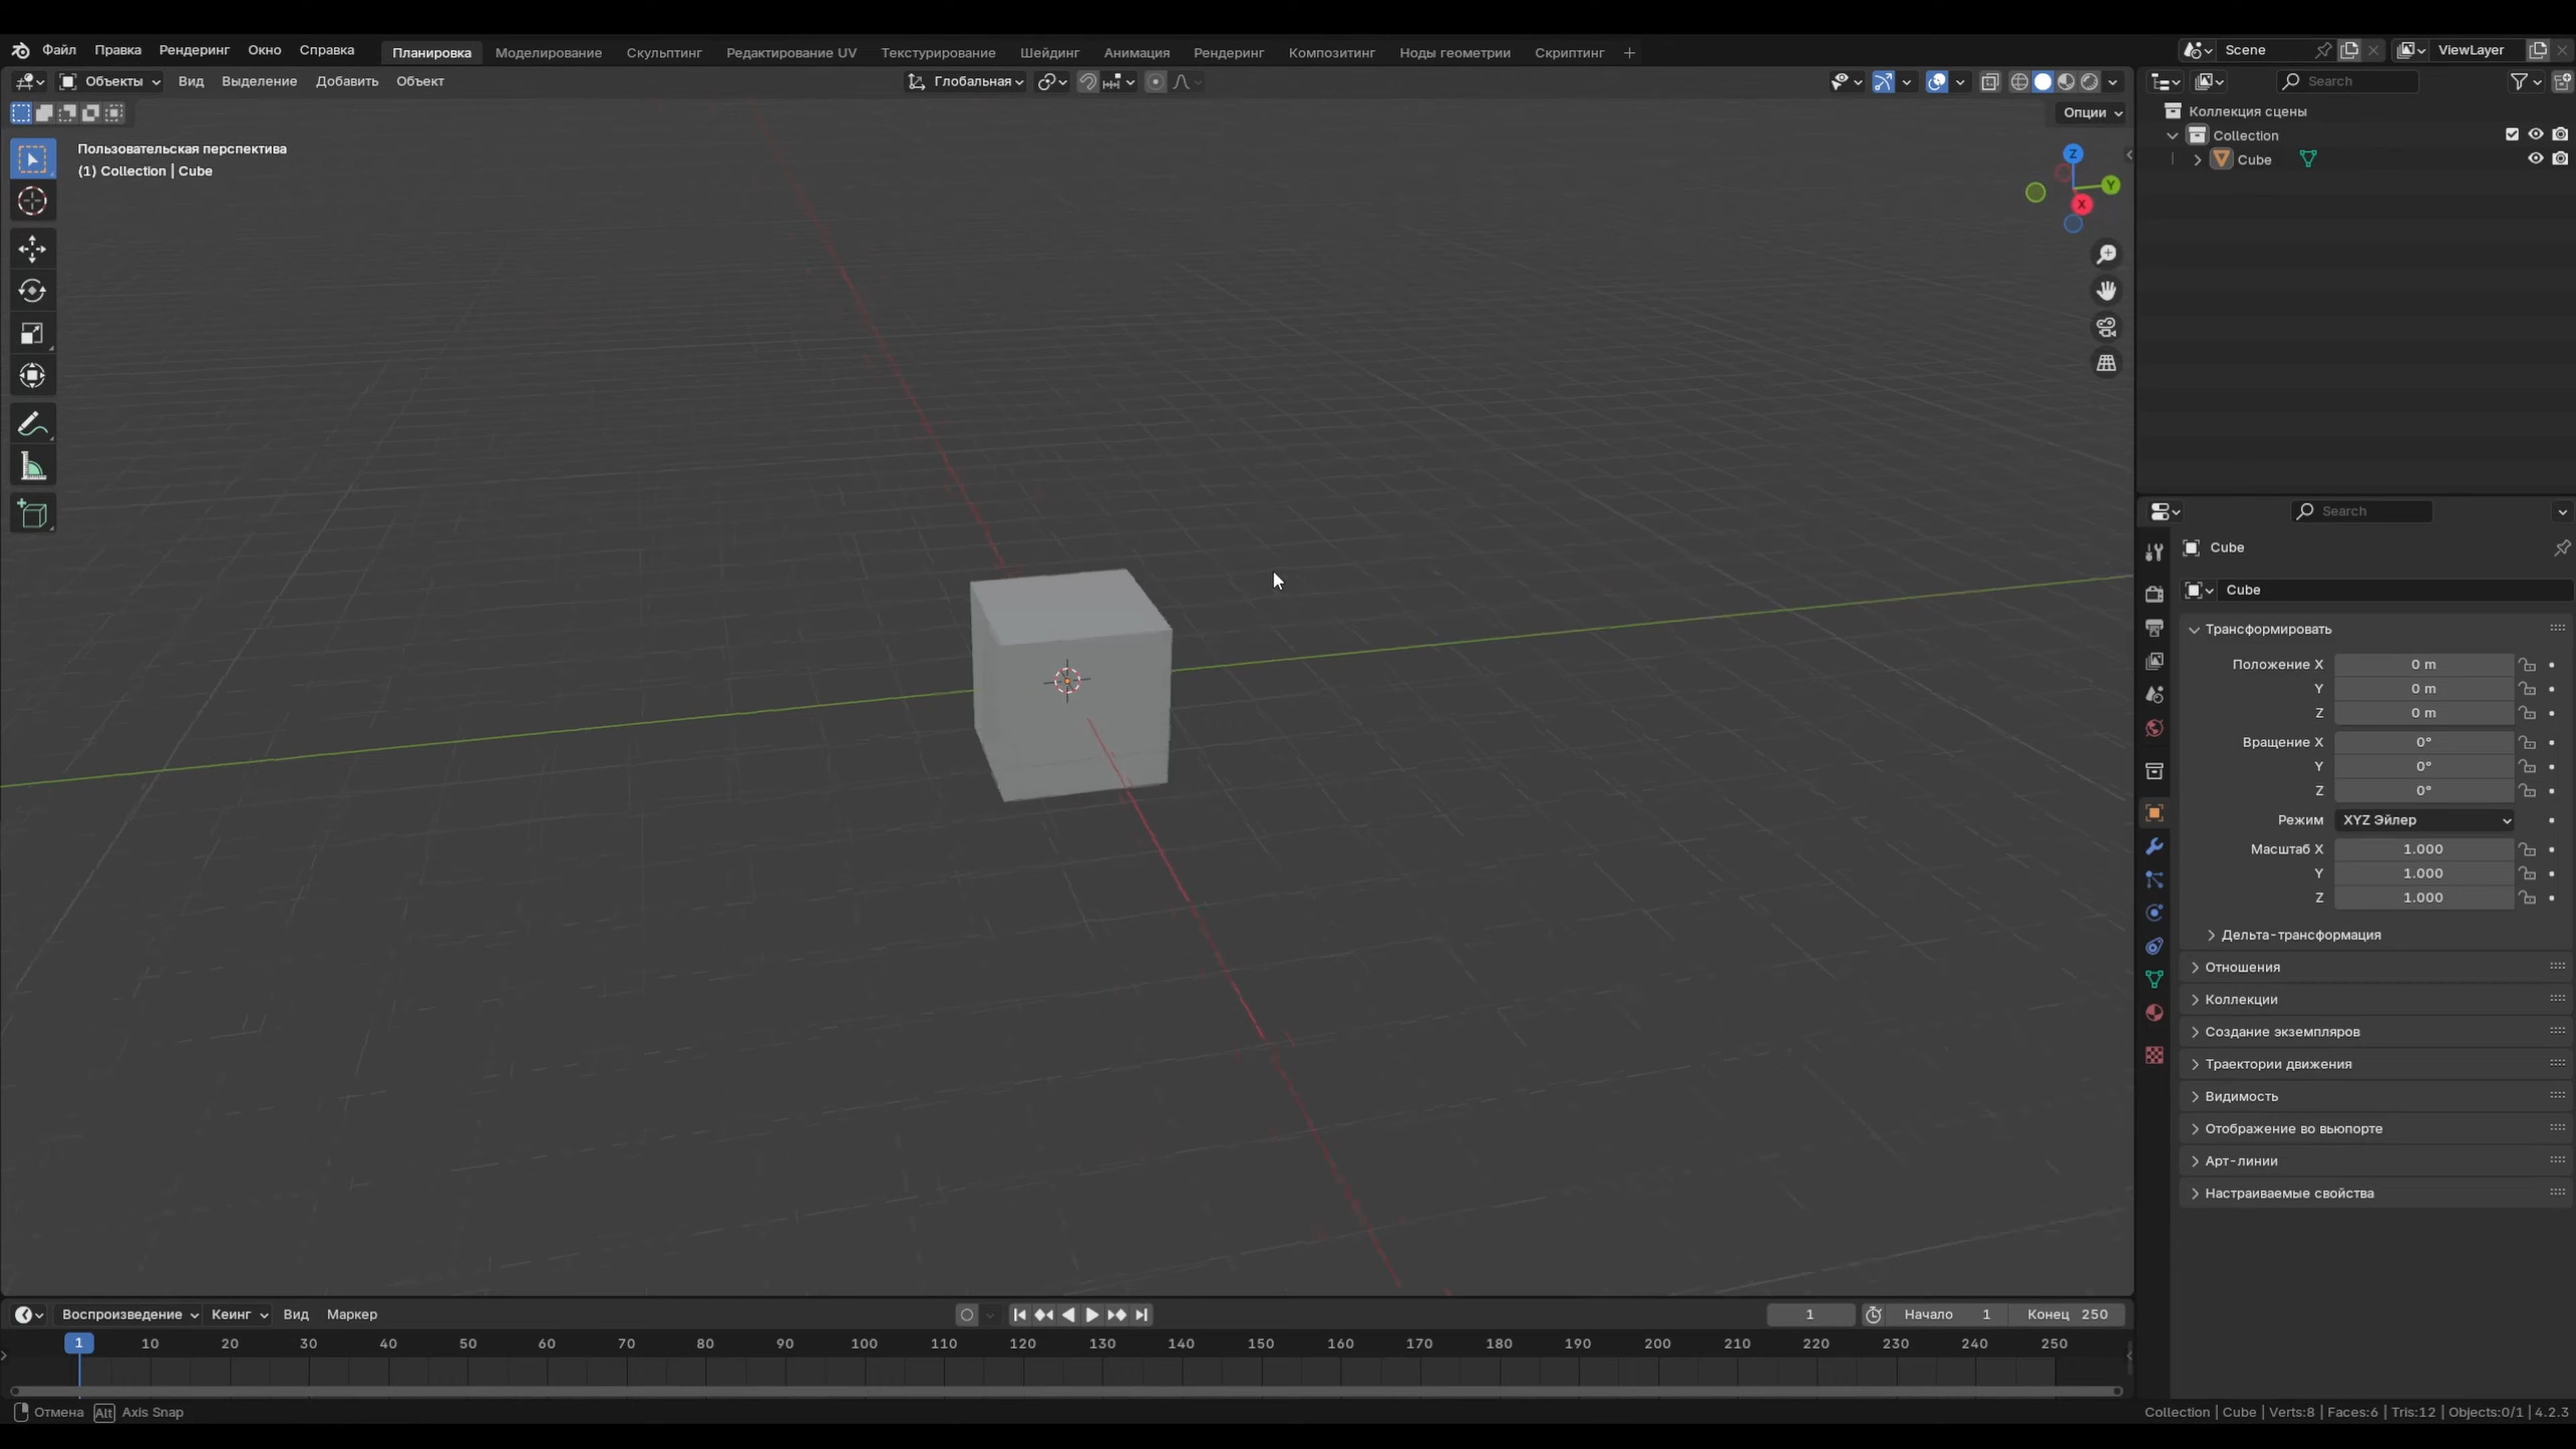 Файл Правка Рендеринг Окно Справка Планировка Моделирование Скульптинг Редактирование UV Текстурирование Шейдинг Анимация Рендеринг Композитинг Ноды геометрии Скриптинг + Scene ViewLayer
Объекты Вид Выделение Добавить Объект Глобальная Search
Опции
Пользовательская перспектива
(1) Collection | Cube
Z
Y
X
Коллекция сцены
Collection
Cube
Search
Cube
Cube
Трансформировать
Положение X 0 m
Y 0 m
Z 0 m
Вращение X 0°
Y 0°
Z 0°
Режим XYZ Эйлер
Масштаб X 1.000
Y 1.000
Z 1.000
Дельта-трансформация
Отношения
Коллекции
Создание экземпляров
Траектории движения
Видимость
Отображение во вьюпорте
Арт-линии
Настраиваемые свойства
Воспроизведение Кеинг Вид Маркер 1 Начало 1 Конец 250
1 10 20 30 40 50 60 70 80 90 100 110 120 130 140 150 160 170 180 190 200 210 220 230 240 250
Отмена Alt Axis Snap Collection | Cube | Verts:8 | Faces:6 | Tris:12 | Objects:0/1 | 4.2.3